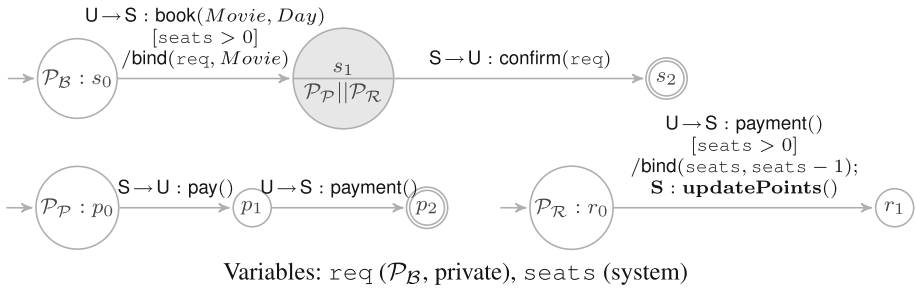 U→S : book(Movie, Day)
[seats > 0]
/bind(req, Movie)
𝒫_ℬ : s₀
s₁
𝒫_𝒫||𝒫_ℛ
S→U : confirm(req)
s₂
U→S : payment()
[seats > 0]
/bind(seats, seats − 1);
S : updatePoints()
𝒫_𝒫 : p₀
S→U : pay()
p₁
U→S : payment()
p₂
𝒫_ℛ : r₀
r₁
Variables: req (𝒫_ℬ, private), seats (system)